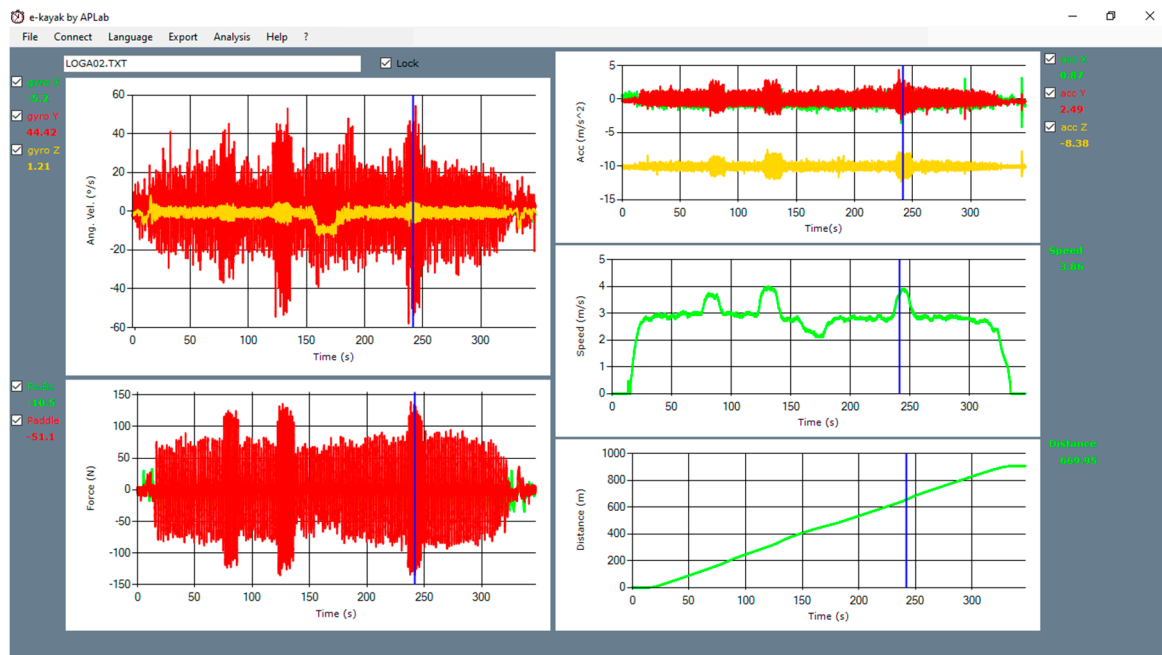 e-kayak by APLab
File Connect Language Export Analysis Help ?
LOGA02.TXT
Lock
gyro X
gyro Y
44.42
gyro Z
1.21
60
40
20
0
-20
-40
-60
Ang. Vel. (°/s)
0 50 100 150 200 250 300
Time (s)
Paddle
-51.1
150
100
50
0
-50
-100
-150
Force (N)
0 50 100 150 200 250 300
Time (s)
5
0
-5
-10
-15
Acc (m/s^2)
0 50 100 150 200 250 300
Time(s)
acc X
0.87
acc Y
2.49
acc Z
-8.38
5
4
3
2
1
0
Speed (m/s)
0 50 100 150 200 250 300
Time (s)
Speed
1000
800
600
400
200
0
Distance (m)
0 50 100 150 200 250 300
Time (s)
Distance